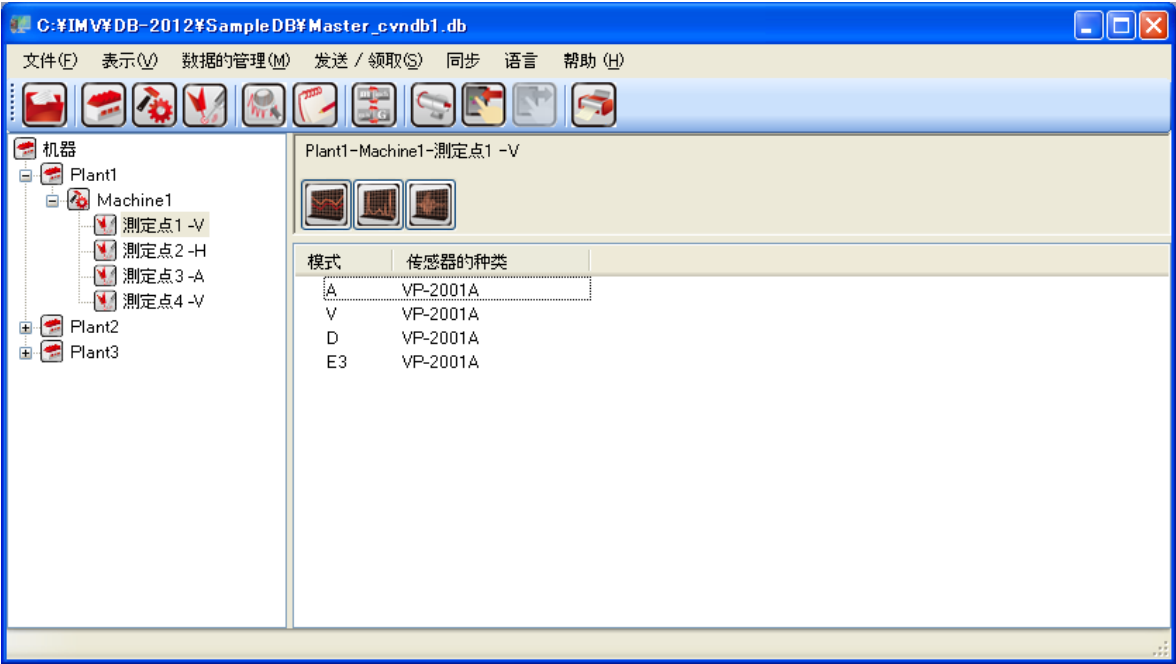 C:¥IMV¥DB-2012¥SampleDB¥Master_cvndb1.db
文件(F) 表示(V) 数据的管理(M) 发送 / 领取(S) 同步 语言 帮助 (H)
机器
Plant1
Machine1
測定点1 -V
測定点2 -H
測定点3 -A
測定点4 -V
Plant2
Plant3
Plant1-Machine1-測定点1 -V
模式 传感器的种类
A VP-2001A
V VP-2001A
D VP-2001A
E3 VP-2001A